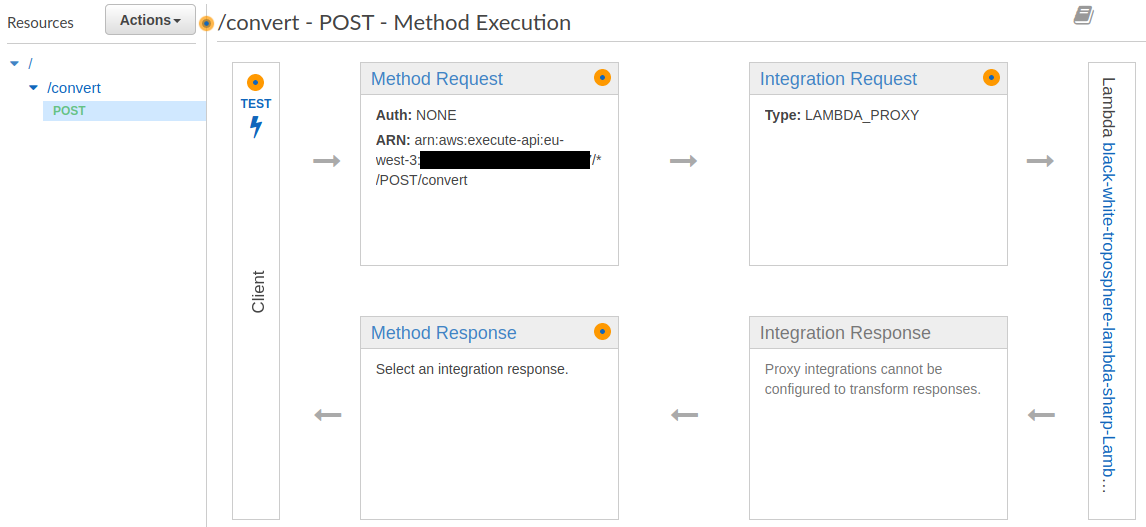 Resources
Actions
/convert - POST - Method Execution
/
/convert
POST
TEST
Client
Method Request
Auth: NONE
ARN: arn:aws:execute-api:eu-
west-3:
/*
/POST/convert
Integration Request
Type: LAMBDA_PROXY
Lambda black-white-troposphere-lambda-sharp-Lamb…
Method Response
Select an integration response.
Integration Response
Proxy integrations cannot be
configured to transform responses.